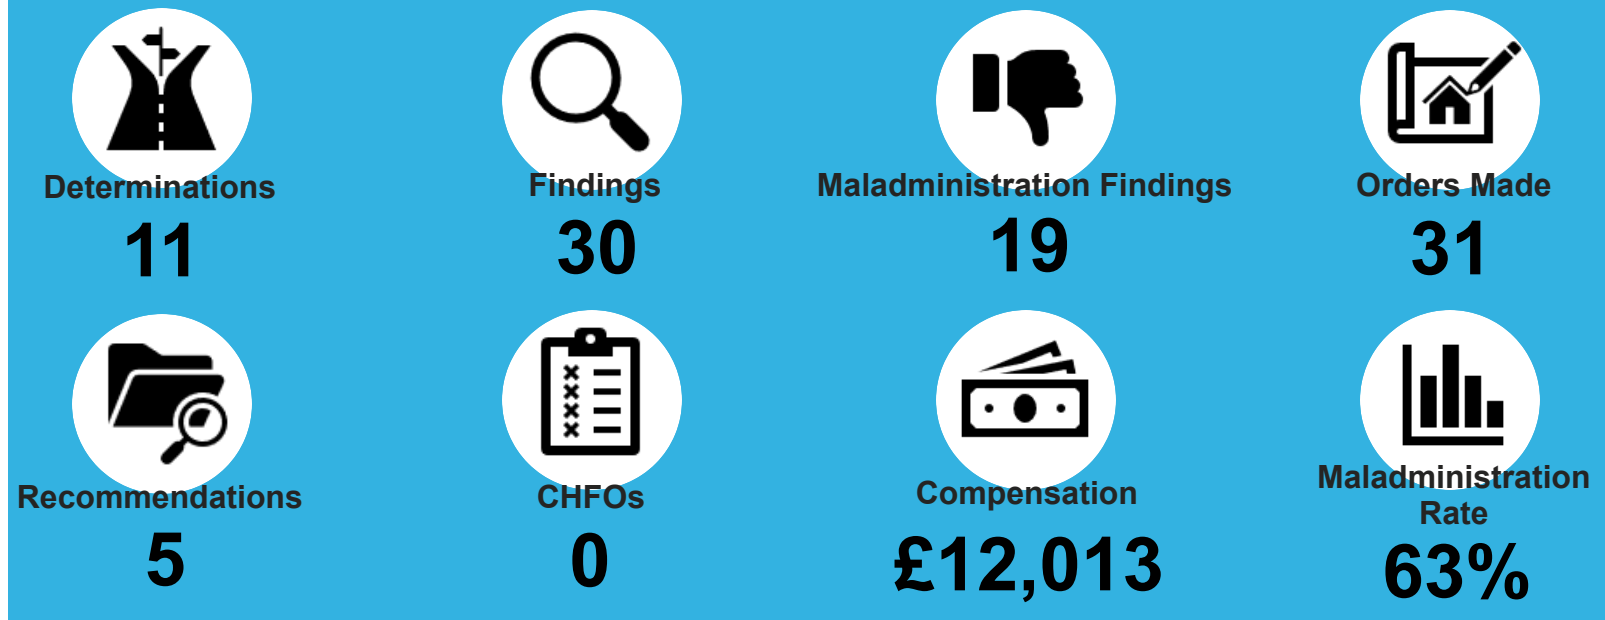 Determinations
11
Findings
30
Maladministration Findings
19
Orders Made
31
Recommendations
5
CHFOs
0
Compensation
£12,013
Maladministration
Rate
63%